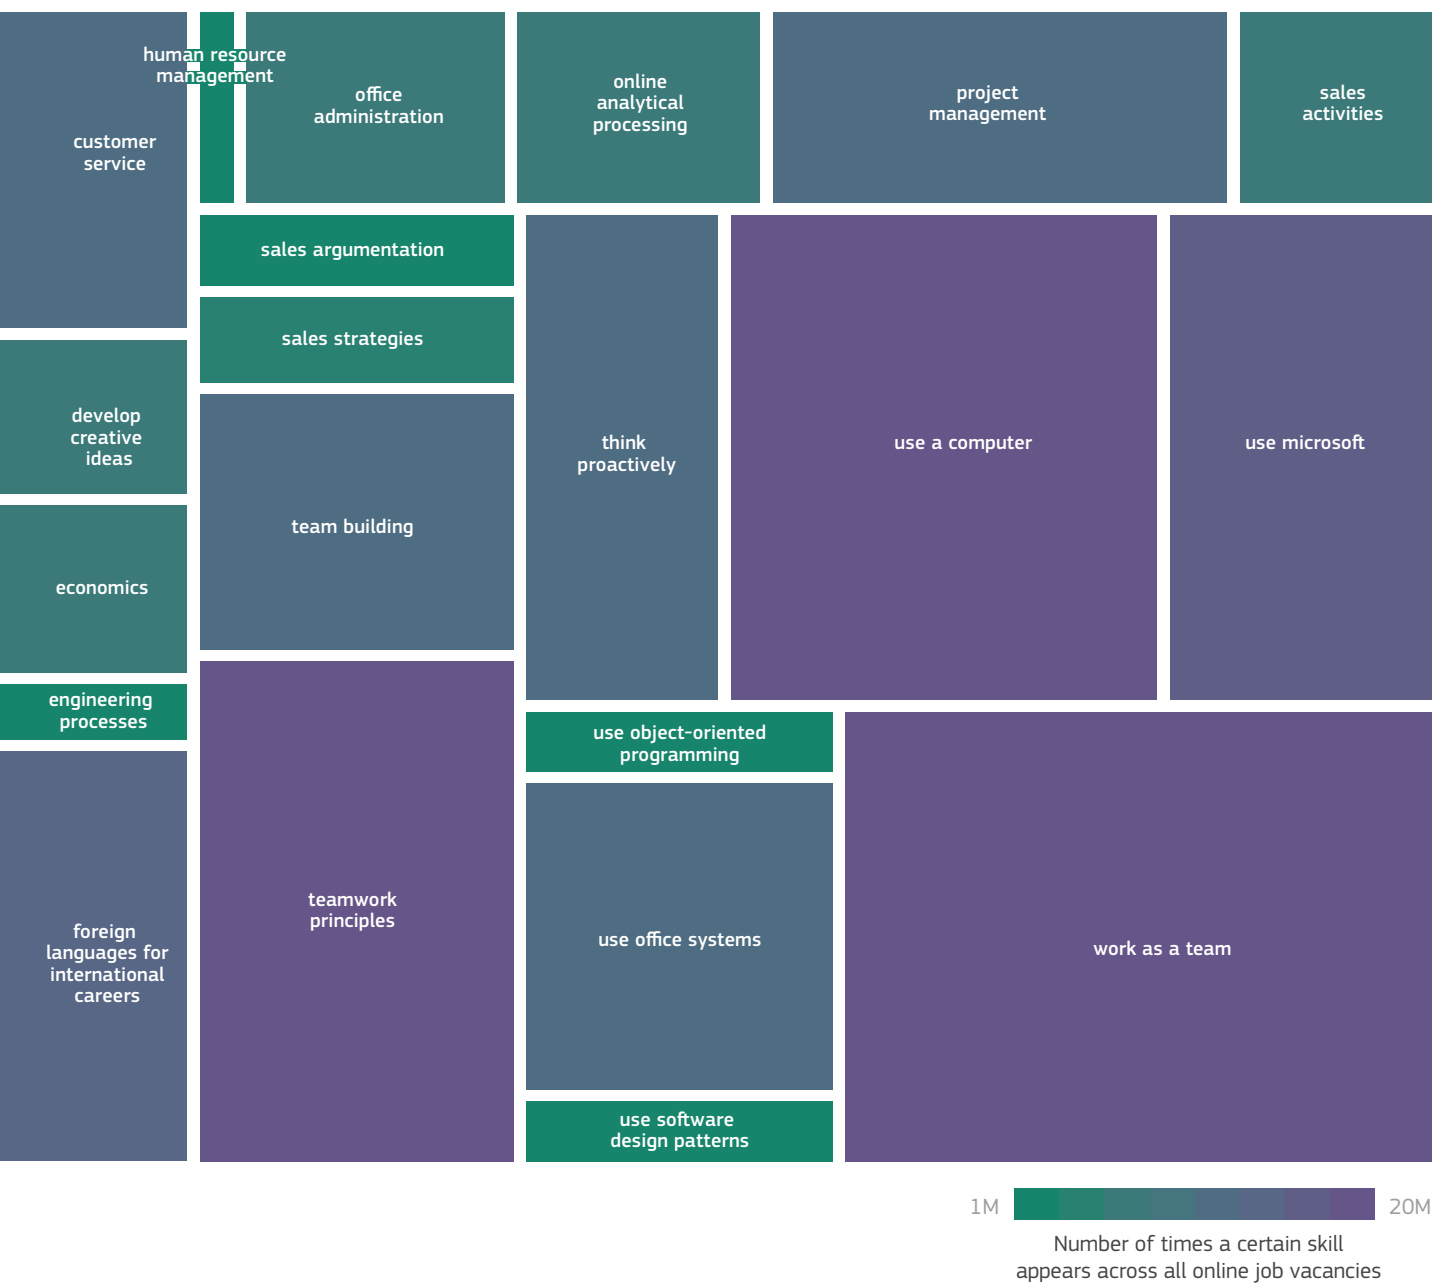 human resource
management
office
administration
online
analytical
processing
project
management
sales
activities
customer
service
sales argumentation
sales strategies
develop
creative
ideas
think
proactively
use a computer
use microsoft
team building
economics
engineering
processes
use object-oriented
programming
teamwork
principles
foreign
languages for
international
careers
use office systems
work as a team
use software
design patterns
1M
20M
Number of times a certain skill
appears across all online job vacancies